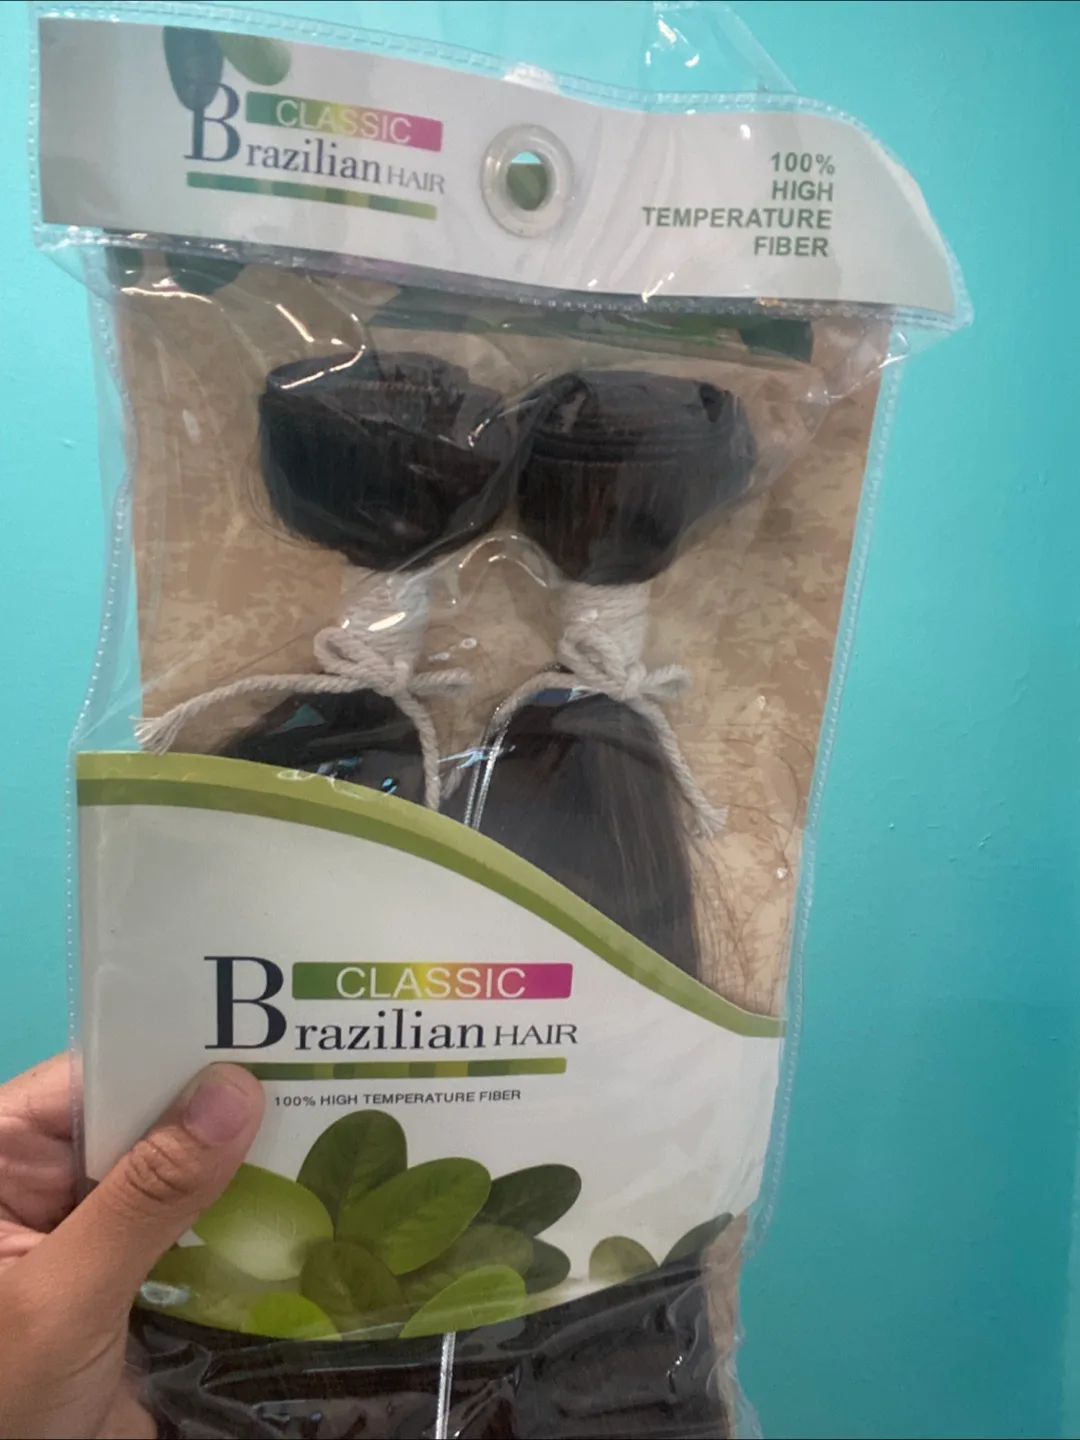 CLASSIC
Brazilian HAIR
100%
HIGH
TEMPERATURE
FIBER
CLASSIC
Brazilian HAIR
100% HIGH TEMPERATURE FIBER